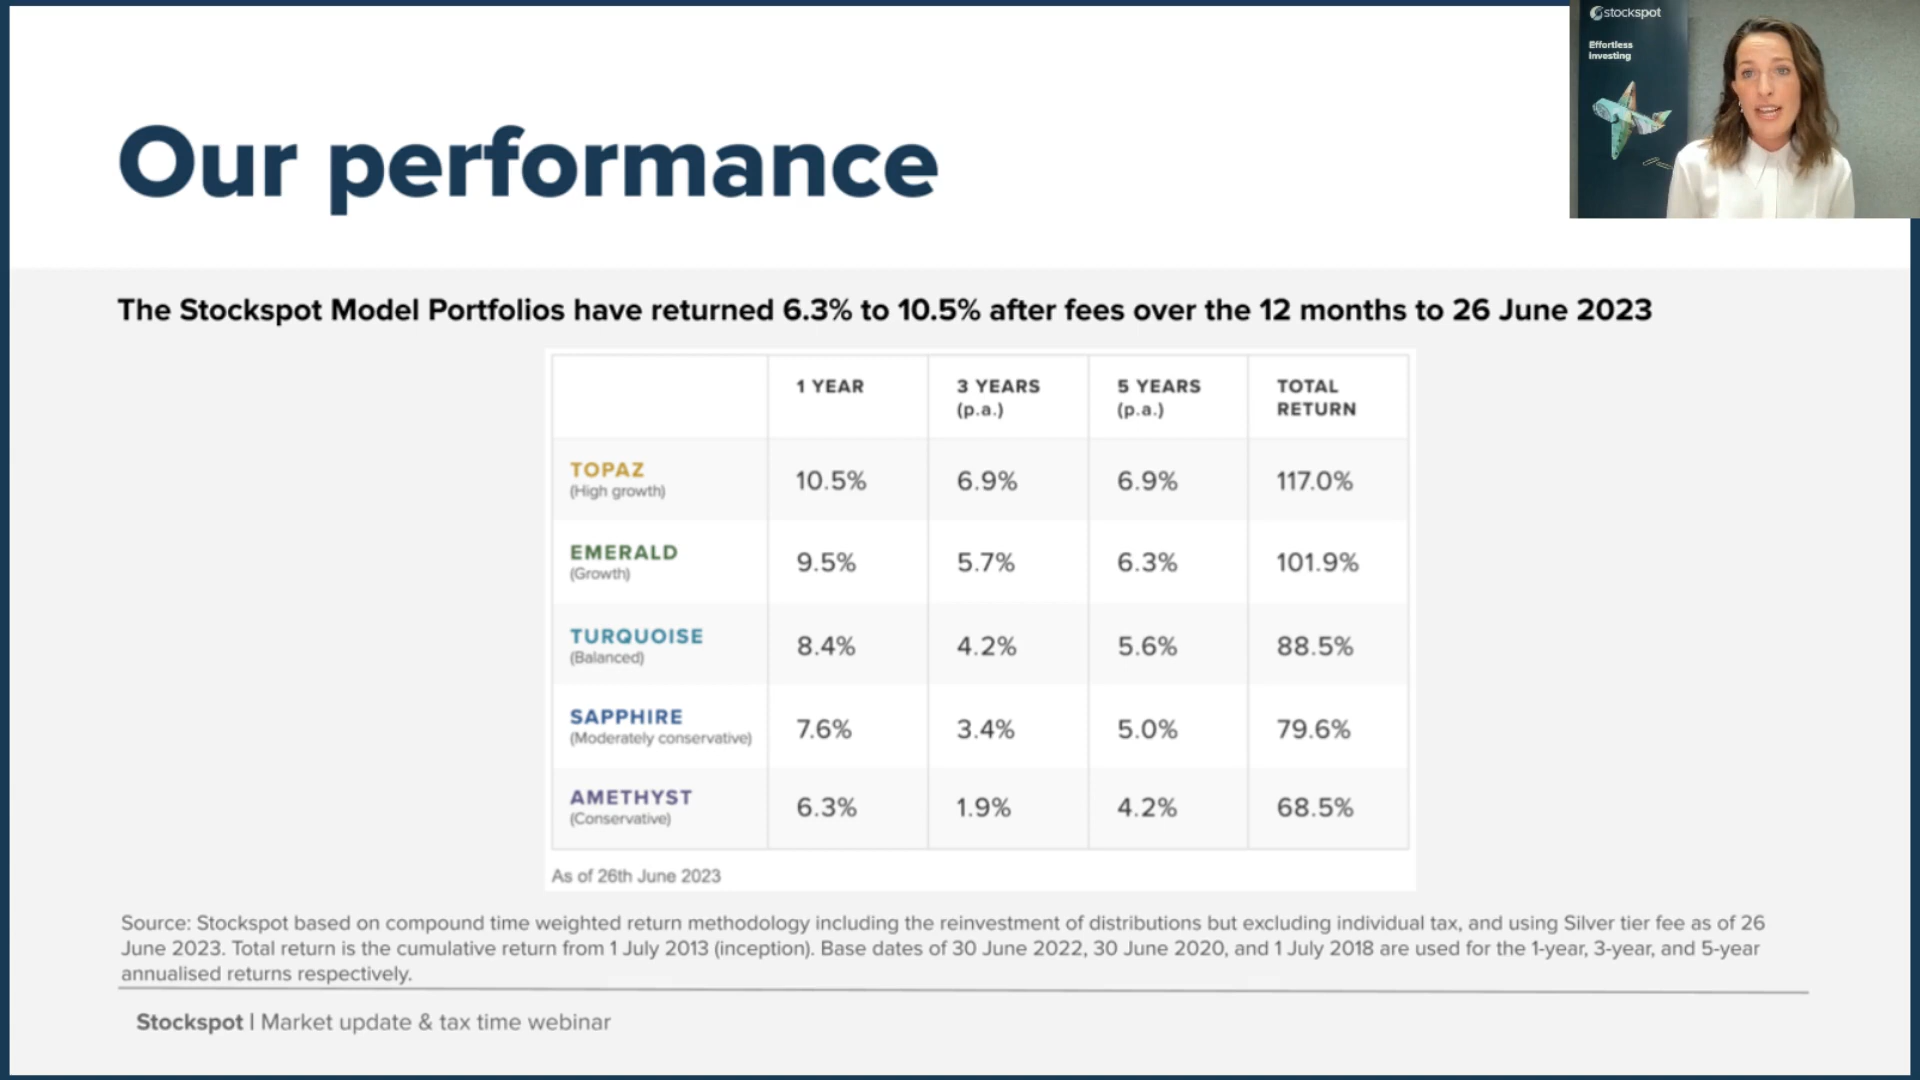 stockspot
Effortless
Investing
Our performance
The Stockspot Model Portfolios have returned 6.3% to 10.5% after fees over the 12 months to 26 June 2023
1 YEAR 3 YEARS (p.a.) 5 YEARS (p.a.) TOTAL RETURN
TOPAZ (High growth) 10.5% 6.9% 6.9% 117.0%
EMERALD (Growth) 9.5% 5.7% 6.3% 101.9%
TURQUOISE (Balanced) 8.4% 4.2% 5.6% 88.5%
SAPPHIRE (Moderately conservative) 7.6% 3.4% 5.0% 79.6%
AMETHYST (Conservative) 6.3% 1.9% 4.2% 68.5%
As of 26th June 2023
Source: Stockspot based on compound time weighted return methodology including the reinvestment of distributions but excluding individual tax, and using Silver tier fee as of 26
June 2023. Total return is the cumulative return from 1 July 2013 (inception). Base dates of 30 June 2022, 30 June 2020, and 1 July 2018 are used for the 1-year, 3-year, and 5-year
annualised returns respectively.
Stockspot | Market update & tax time webinar